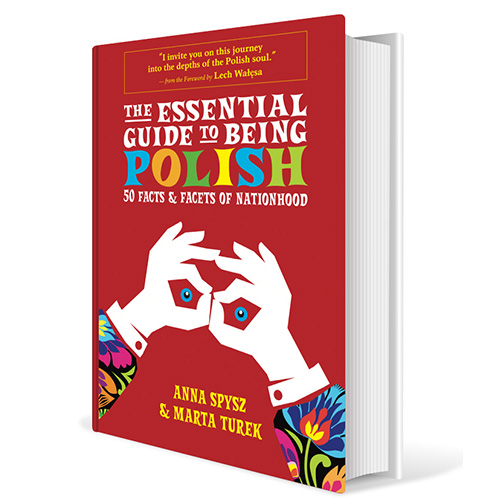 "I invite you on this journey
into the depths of the Polish soul."
— from the Foreword by Lech Wałęsa
THE ESSENTIAL
GUIDE TO BEING
POLISH
50 FACTS & FACETS OF NATIONHOOD
ANNA SPYSZ
& MARTA TUREK